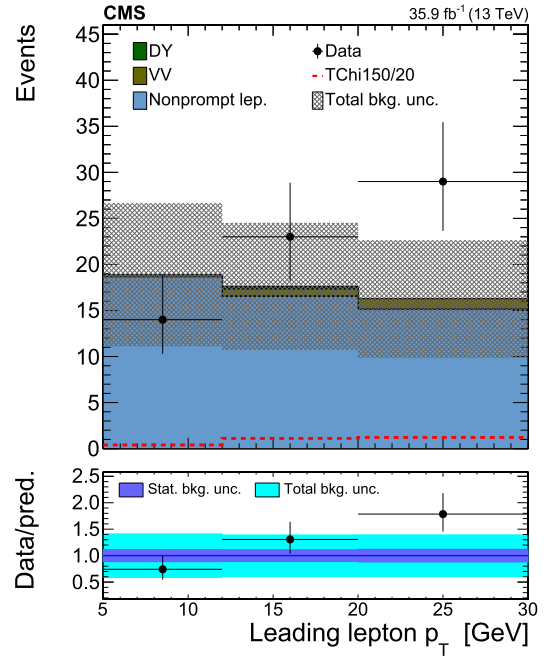 CMS 35.9 fb⁻¹ (13 TeV)
Events
DY
Data
VV
TChi150/20
Nonprompt lep.
Total bkg. unc.
45
40
35
30
25
20
15
10
5
0
Data/pred.
Stat. bkg. unc.
Total bkg. unc.
2.5
2.0
1.5
1.0
0.5
5 10 15 20 25 30
Leading lepton p_T [GeV]